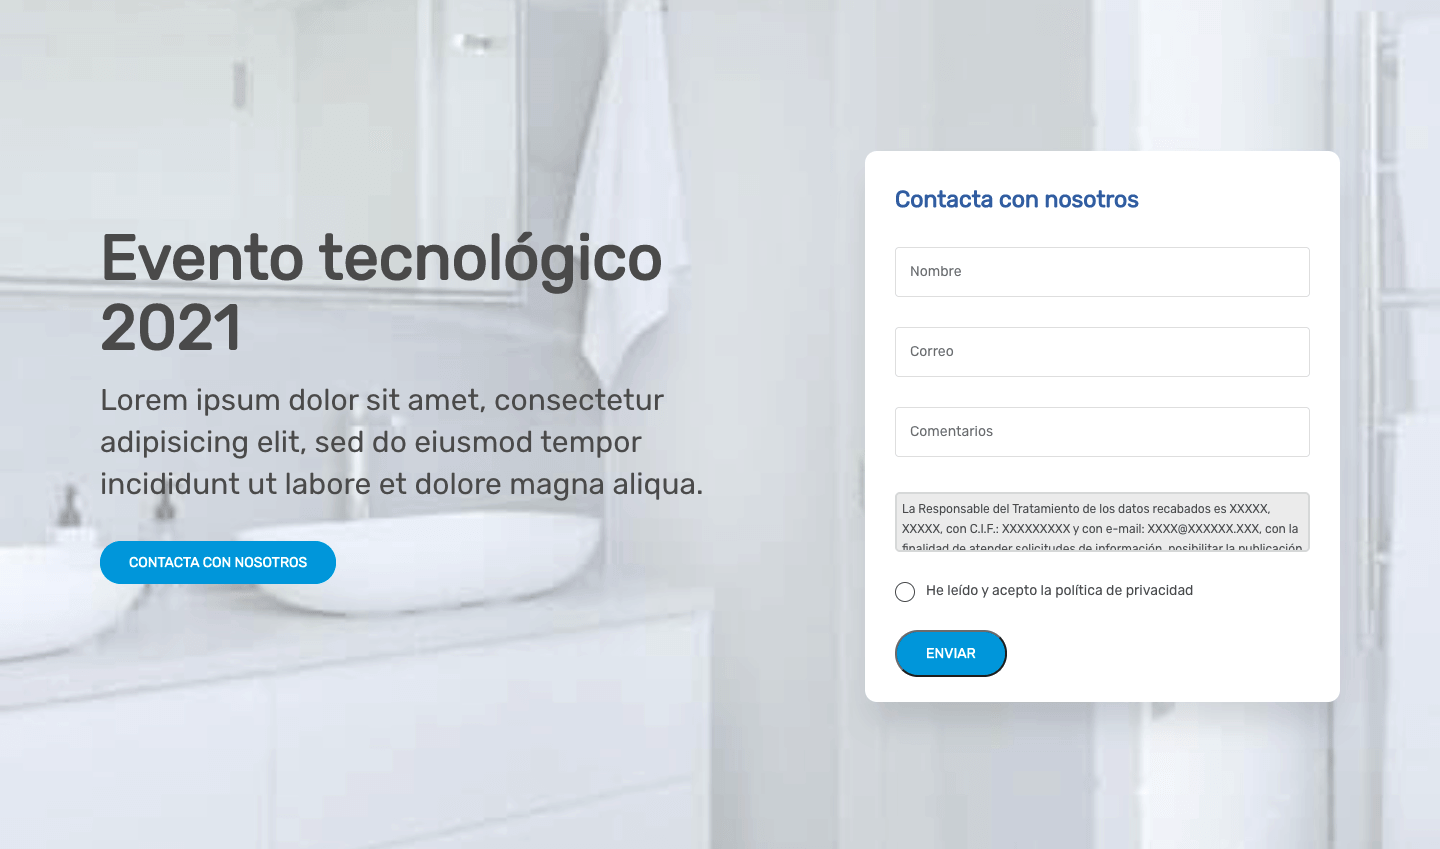 Evento tecnológico
2021
Lorem ipsum dolor sit amet, consectetur
adipisicing elit, sed do eiusmod tempor
incididunt ut labore et dolore magna aliqua.
CONTACTA CON NOSOTROS
Contacta con nosotros
Nombre
Correo
Comentarios
La Responsable del Tratamiento de los datos recabados es XXXXX,
XXXXX, con C.I.F.: XXXXXXXXX y con e-mail: XXXX@XXXXXX.XXX, con la
finalidad de atender solicitudes de información, posibilitar la publicación
He leído y acepto la política de privacidad
ENVIAR